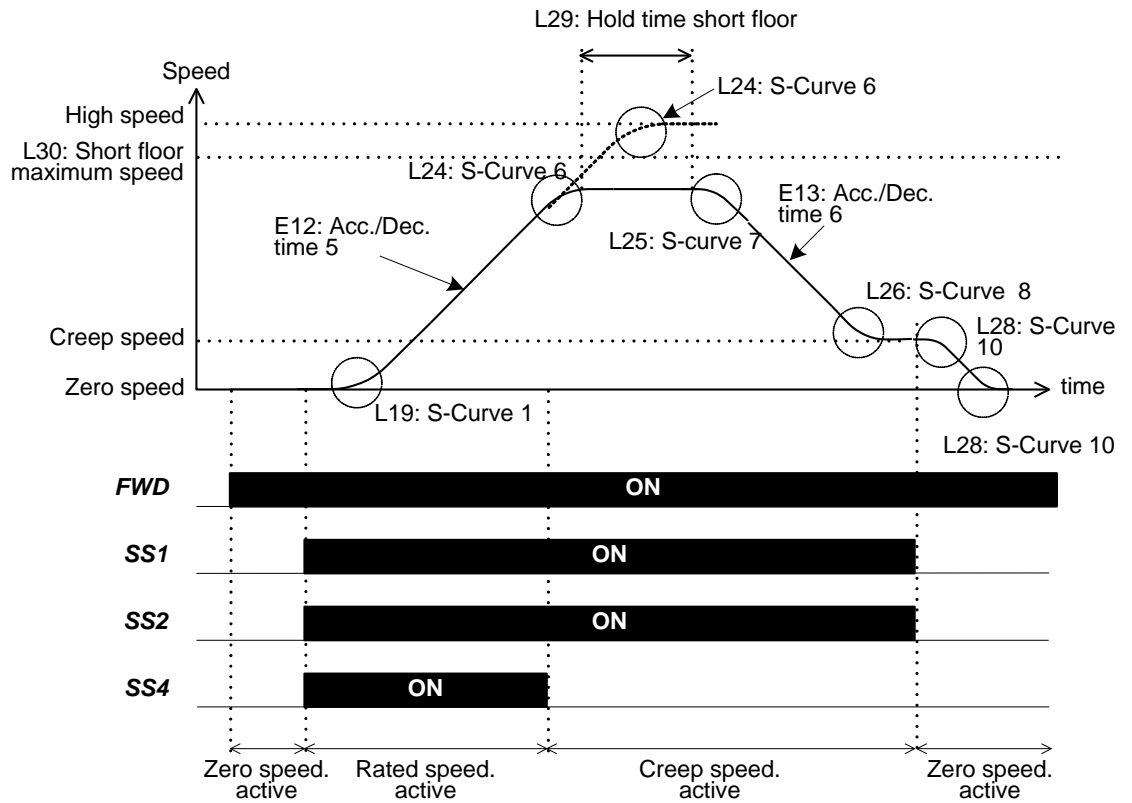 L29: Hold time short floor
Speed
L24: S-Curve 6
High speed
L30: Short floor
maximum speed
L24: S-Curve 6
E12: Acc./Dec.
time 5
E13: Acc./Dec.
time 6
L25: S-curve 7
L26: S-Curve 8
L28: S-Curve
10
Creep speed
Zero speed
time
L19: S-Curve 1
L28: S-Curve 10
FWD
ON
SS1
ON
SS2
ON
SS4
ON
Zero speed.
active
Rated speed.
active
Creep speed.
active
Zero speed.
active